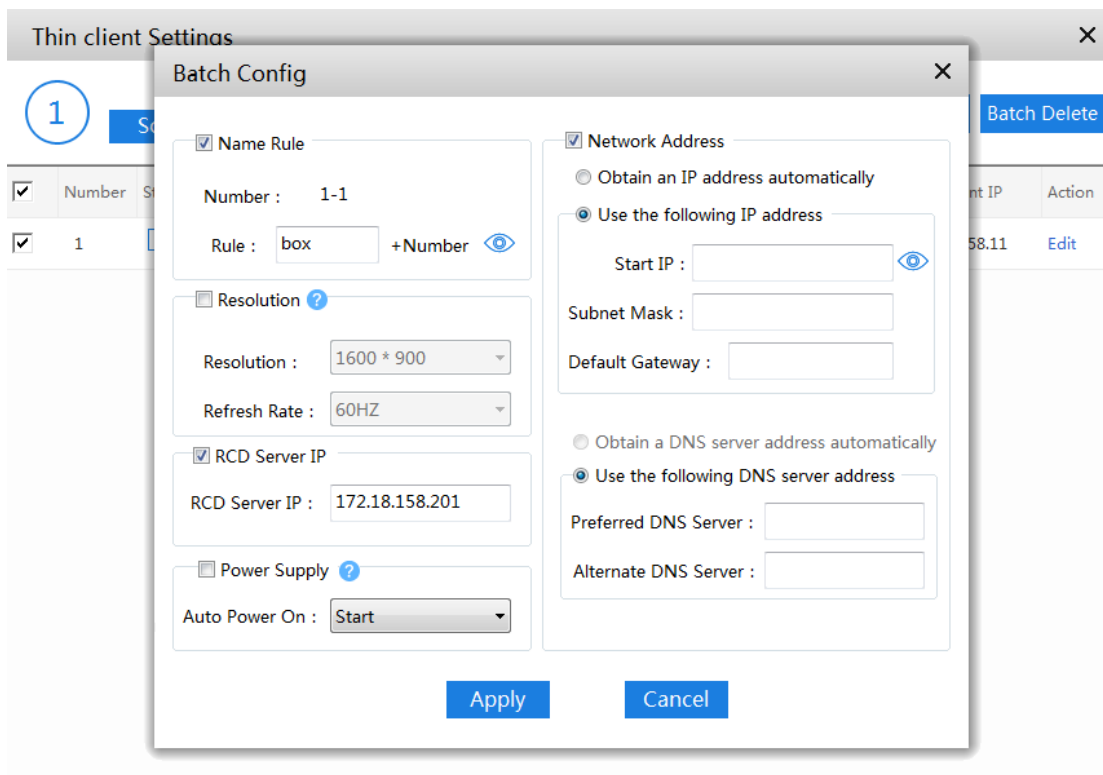 Thin client Settings
Batch Config
1
Batch Delete
Name Rule
Number : 1-1
Rule : box +Number
Resolution ?
Resolution : 1600 * 900
Refresh Rate : 60HZ
RCD Server IP
RCD Server IP : 172.18.158.201
Power Supply ?
Auto Power On : Start
Network Address
Obtain an IP address automatically
Use the following IP address
Start IP :
Subnet Mask :
Default Gateway :
Obtain a DNS server address automatically
Use the following DNS server address
Preferred DNS Server :
Alternate DNS Server :
Apply Cancel
Number
IP Action
1 58.11 Edit